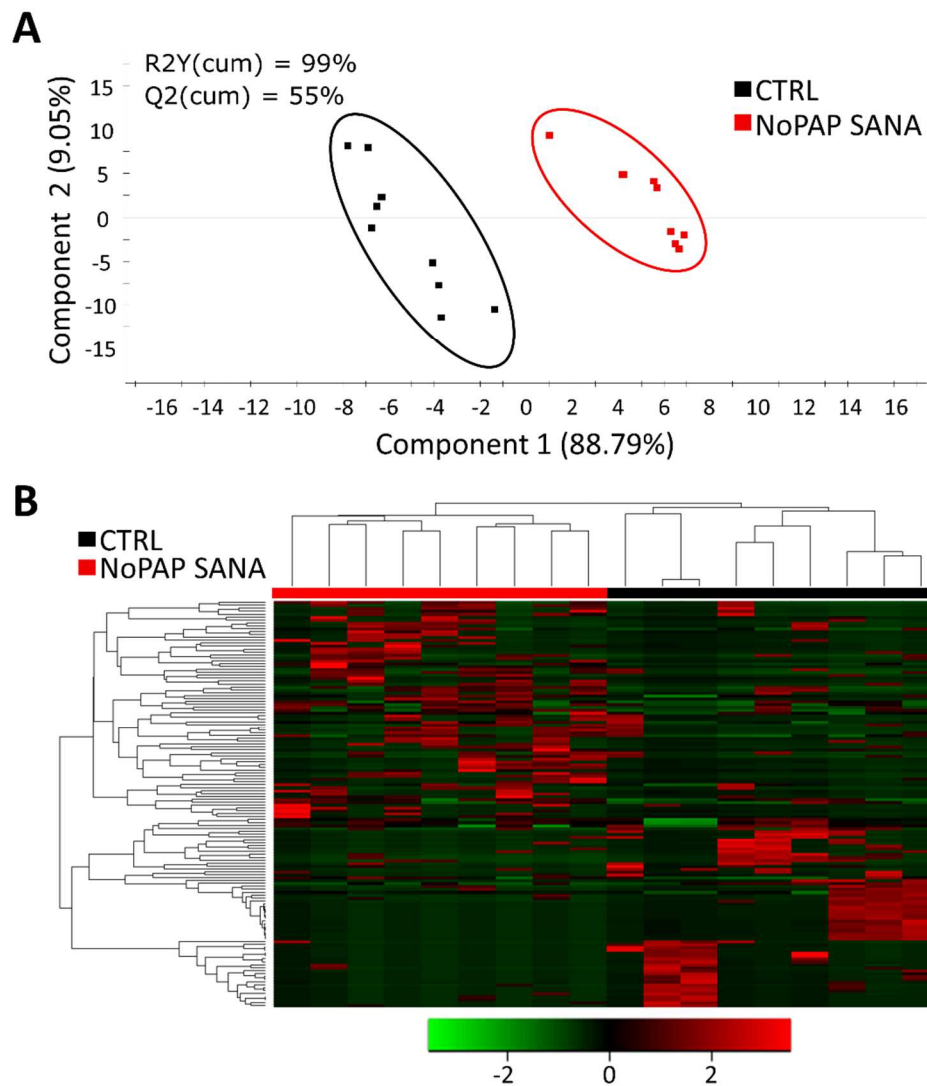 A
R2Y(cum) = 99%
Q2(cum) = 55%
CTRL
NoPAP SANA
Component 2 (9.05%)
15
10
5
0
-5
-10
-15
-16 -14 -12 -10 -8 -6 -4 -2 0 2 4 6 8 10 12 14 16
Component 1 (88.79%)
B
CTRL
NoPAP SANA
-2 0 2